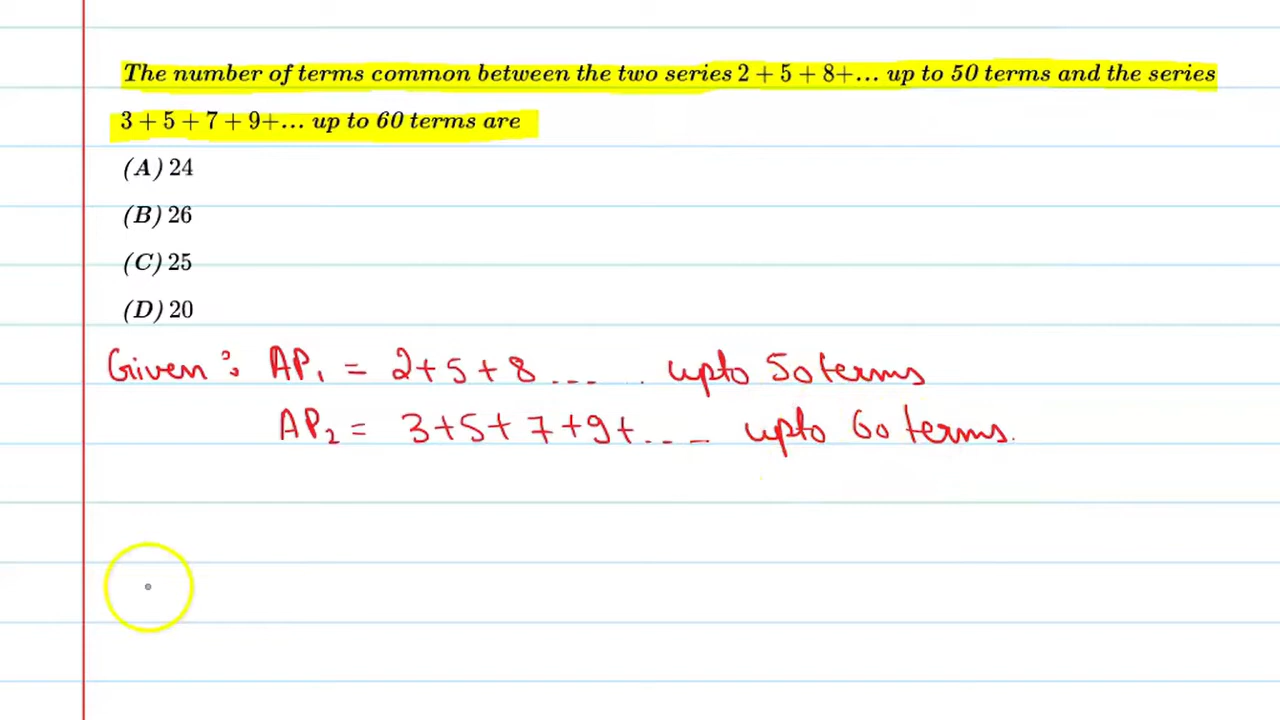 The number of terms common between the two series 2 + 5 + 8+... up to 50 terms and the series
3 + 5 + 7 + 9+... up to 60 terms are
(A) 24
(B) 26
(C) 25
(D) 20
Given : AP₁ = 2+5+8 ... .. upto 50 terms
AP₂ = 3+5+7+9+.... upto 60 terms.